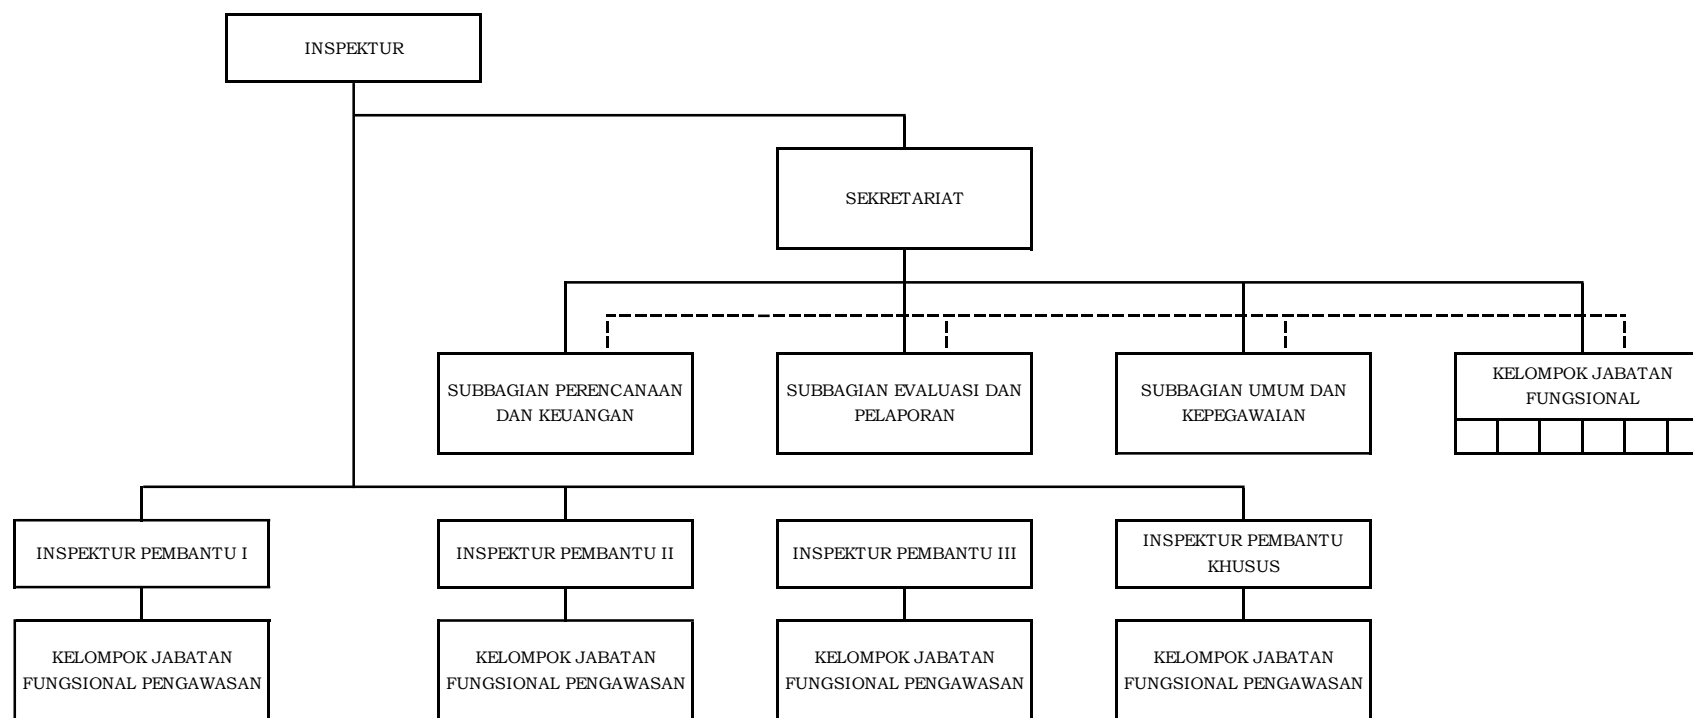 INSPEKTUR
SEKRETARIAT
SUBBAGIAN PERENCANAAN
DAN KEUANGAN
SUBBAGIAN EVALUASI DAN
PELAPORAN
SUBBAGIAN UMUM DAN
KEPEGAWAIAN
KELOMPOK JABATAN
FUNGSIONAL
INSPEKTUR PEMBANTU I
INSPEKTUR PEMBANTU II
INSPEKTUR PEMBANTU III
INSPEKTUR PEMBANTU
KHUSUS
KELOMPOK JABATAN
FUNGSIONAL PENGAWASAN
KELOMPOK JABATAN
FUNGSIONAL PENGAWASAN
KELOMPOK JABATAN
FUNGSIONAL PENGAWASAN
KELOMPOK JABATAN
FUNGSIONAL PENGAWASAN